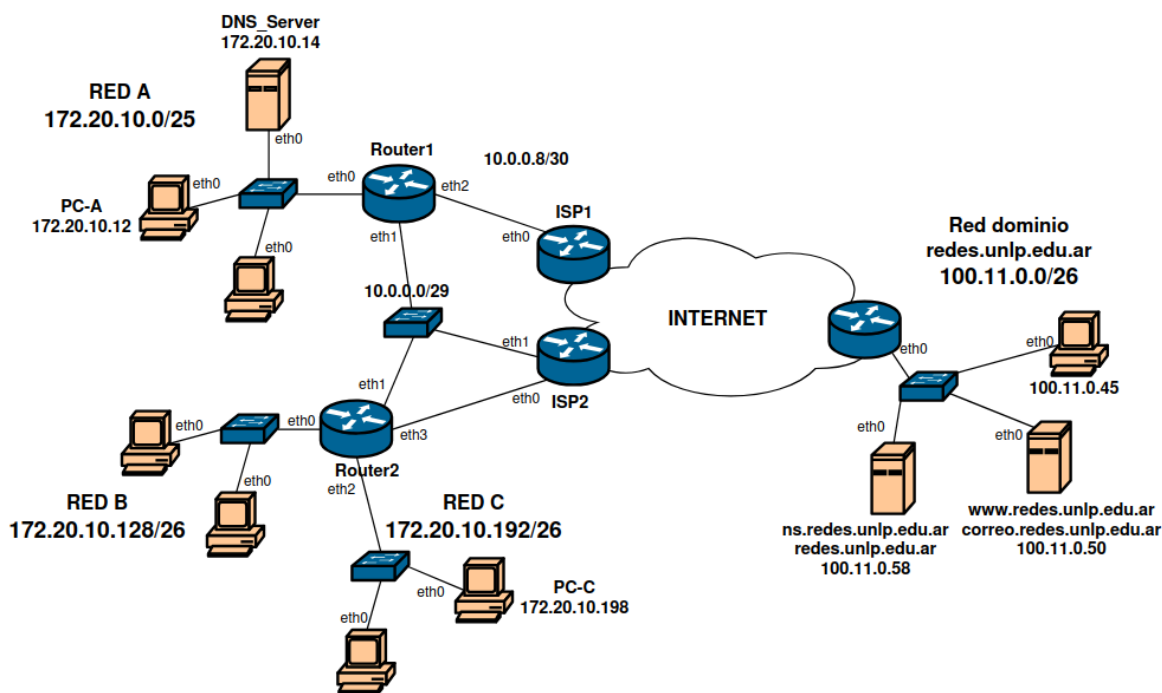 DNS_Server
172.20.10.14
RED A
172.20.10.0/25
eth0
Router1
10.0.0.8/30
eth0
eth0
eth2
PC-A
172.20.10.12
ISP1
eth0
eth1
eth0
Red dominio
redes.unlp.edu.ar
100.11.0.0/26
10.0.0.0/29
INTERNET
eth1
eth0
eth0
100.11.0.45
eth1
ISP2
eth0
eth0
eth0
eth3
eth0
eth0
Router2
eth2
eth0
RED B
172.20.10.128/26
RED C
172.20.10.192/26
www.redes.unlp.edu.ar
correo.redes.unlp.edu.ar
100.11.0.50
ns.redes.unlp.edu.ar
redes.unlp.edu.ar
100.11.0.58
PC-C
172.20.10.198
eth0
eth0